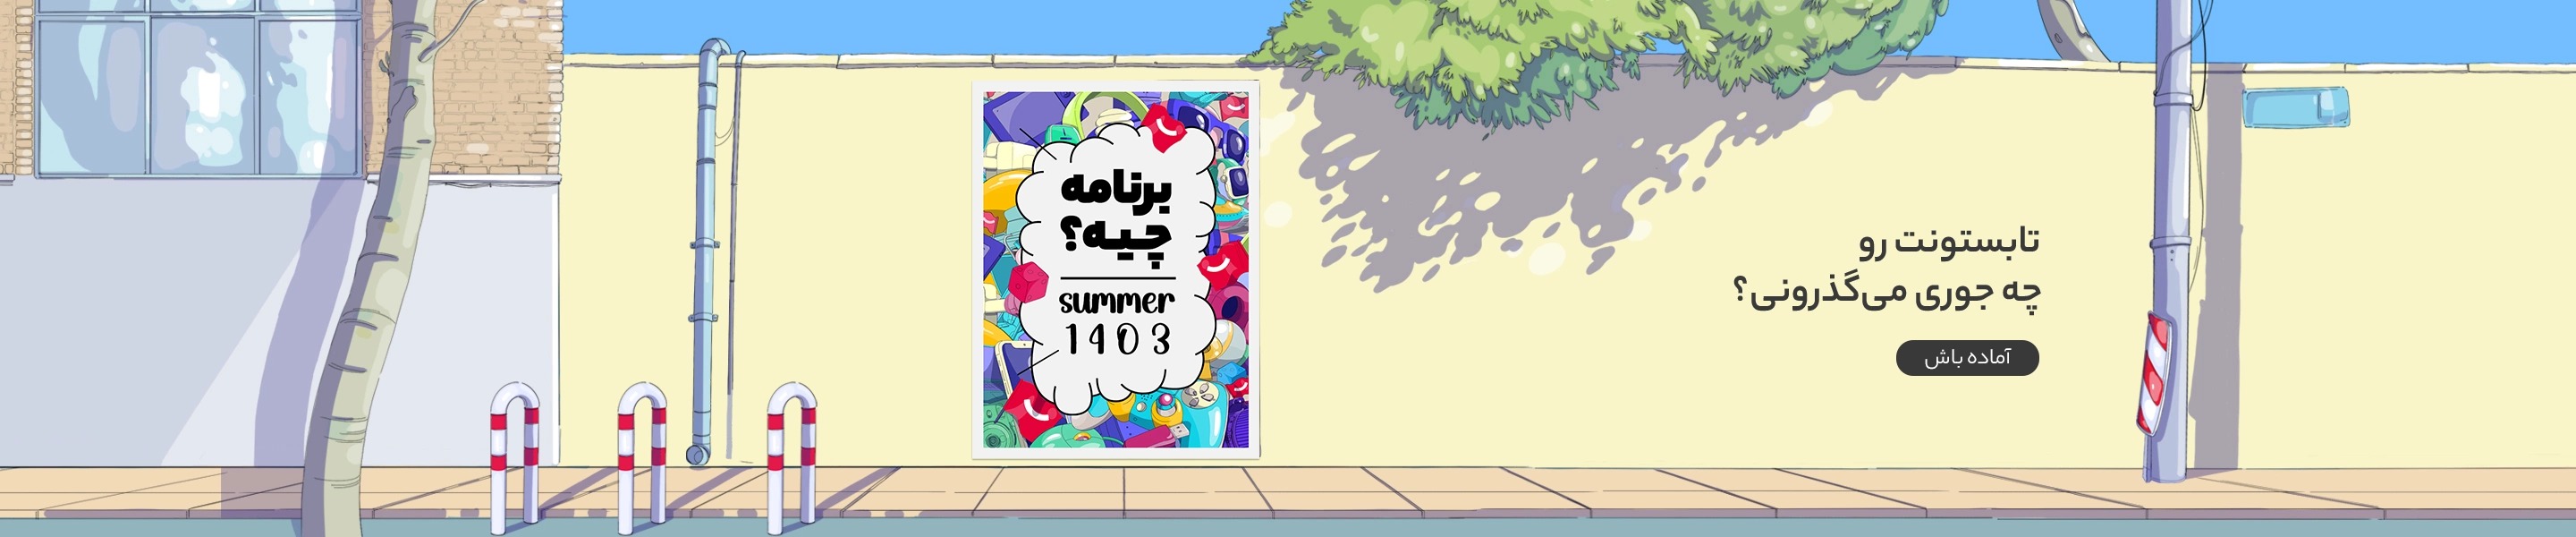 برنامه
چیه؟
summer
1403
تابستونت رو
چه جوری می‌گذرونی؟
آماده باش